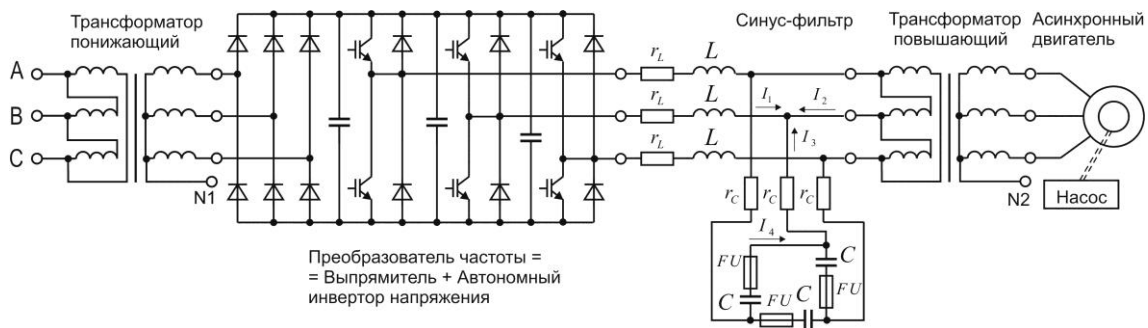 Трансформатор
понижающий
Синус-фильтр
Трансформатор
повышающий
Асинхронный
двигатель
A
B
C
N1
r_L
L
r_L
L
r_L
L
I_1
I_2
I_3
r_C
r_C
r_C
I_4
FU
C
C
FU
FU
C
N2
Насос
Преобразователь частоты =
= Выпрямитель + Автономный
инвертор напряжения